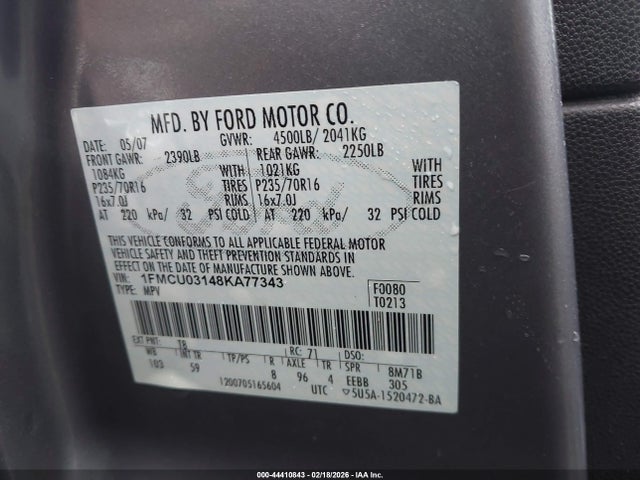 MFD. BY FORD MOTOR CO.
DATE: 05/07 GVWR: 4500LB/ 2041KG
FRONT GAWR: 2390LB REAR GAWR: 2250LB
1084KG WITH 1021KG WITH
P235/70R16 TIRES P235/70R16 TIRES
16x7.0J RIMS 16x7.0J RIMS
AT 220 kPa/ 32 PSI COLD AT 220 kPa/ 32 PSI COLD
THIS VEHICLE CONFORMS TO ALL APPLICABLE FEDERAL MOTOR
VEHICLE SAFETY AND THEFT PREVENTION STANDARDS IN
EFFECT ON THE DATE OF MANUFACTURE SHOWN ABOVE.
VIN: 1FMCU03148KA77343 F0080
TYPE: MPV T0213
EXT PNT: T8 RC: 71 DSO:
WB INT TR TP/PS R AXLE TR SPR 8M71B
103 59 8 96 4 EEBB 305
1200705165604 UTC ▽5U5A-1520472-BA
Ford
000-44410843 - 02/18/2026 - IAA Inc.